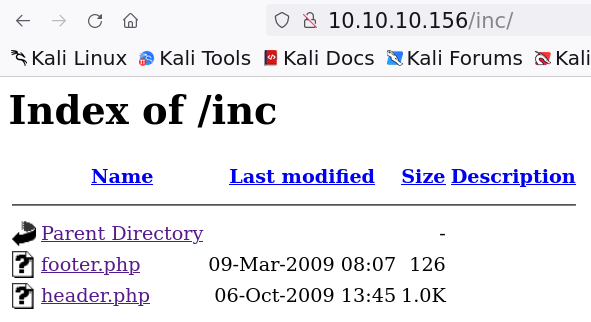 10.10.10.156/inc/
Kali Linux Kali Tools Kali Docs Kali Forums Kali
Index of /inc
Name Last modified Size Description
Parent Directory -
footer.php 09-Mar-2009 08:07 126
header.php 06-Oct-2009 13:45 1.0K